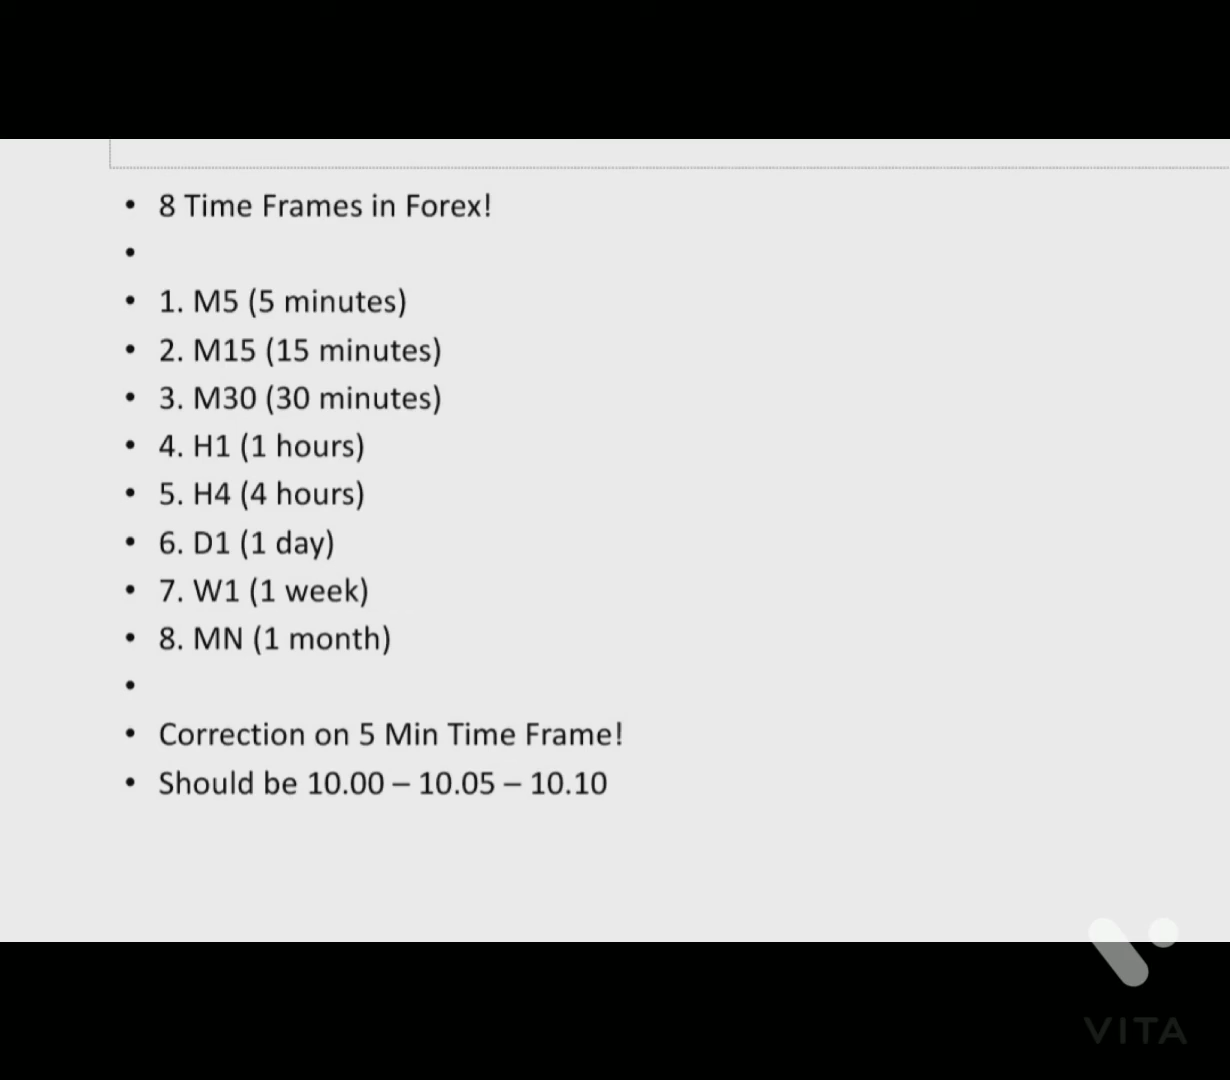 • 8 Time Frames in Forex!
•
• 1. M5 (5 minutes)
• 2. M15 (15 minutes)
• 3. M30 (30 minutes)
• 4. H1 (1 hours)
• 5. H4 (4 hours)
• 6. D1 (1 day)
• 7. W1 (1 week)
• 8. MN (1 month)
•
• Correction on 5 Min Time Frame!
• Should be 10.00 – 10.05 – 10.10
VITA